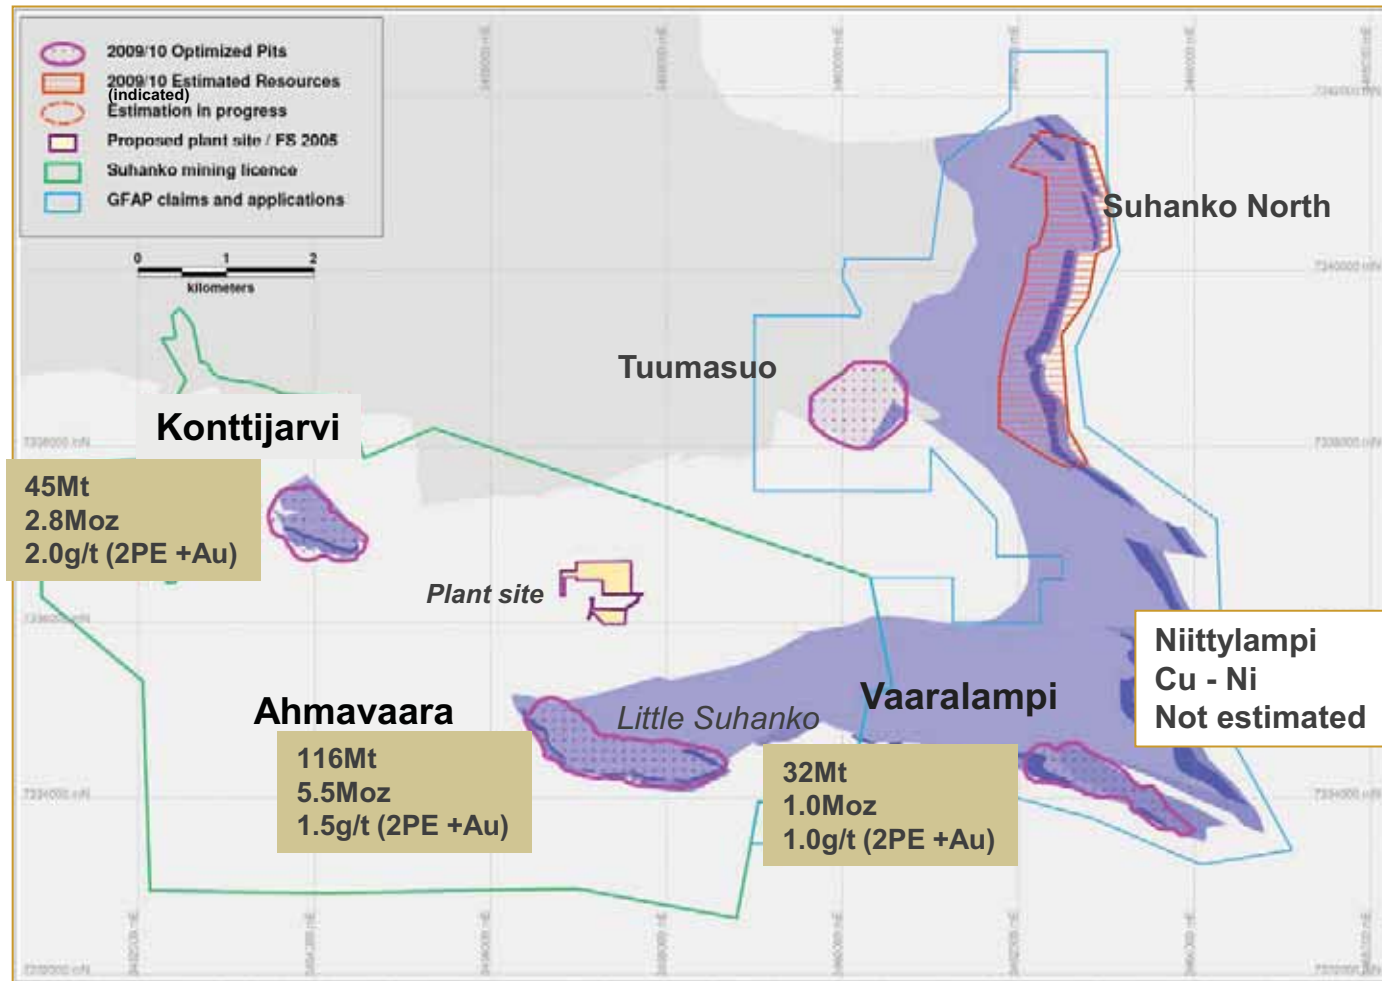 2009/10 Optimized Pits
2009/10 Estimated Resources
(indicated)
Estimation in progress
Proposed plant site / FS 2005
Suhanko mining licence
GFAP claims and applications
0 1 2
kilometers
Suhanko North
Tuumasuo
Konttijarvi
45Mt
2.8Moz
2.0g/t (2PE +Au)
Plant site
Niittylampi
Cu - Ni
Not estimated
Ahmavaara
Little Suhanko
Vaaralampi
116Mt
5.5Moz
1.5g/t (2PE +Au)
32Mt
1.0Moz
1.0g/t (2PE +Au)